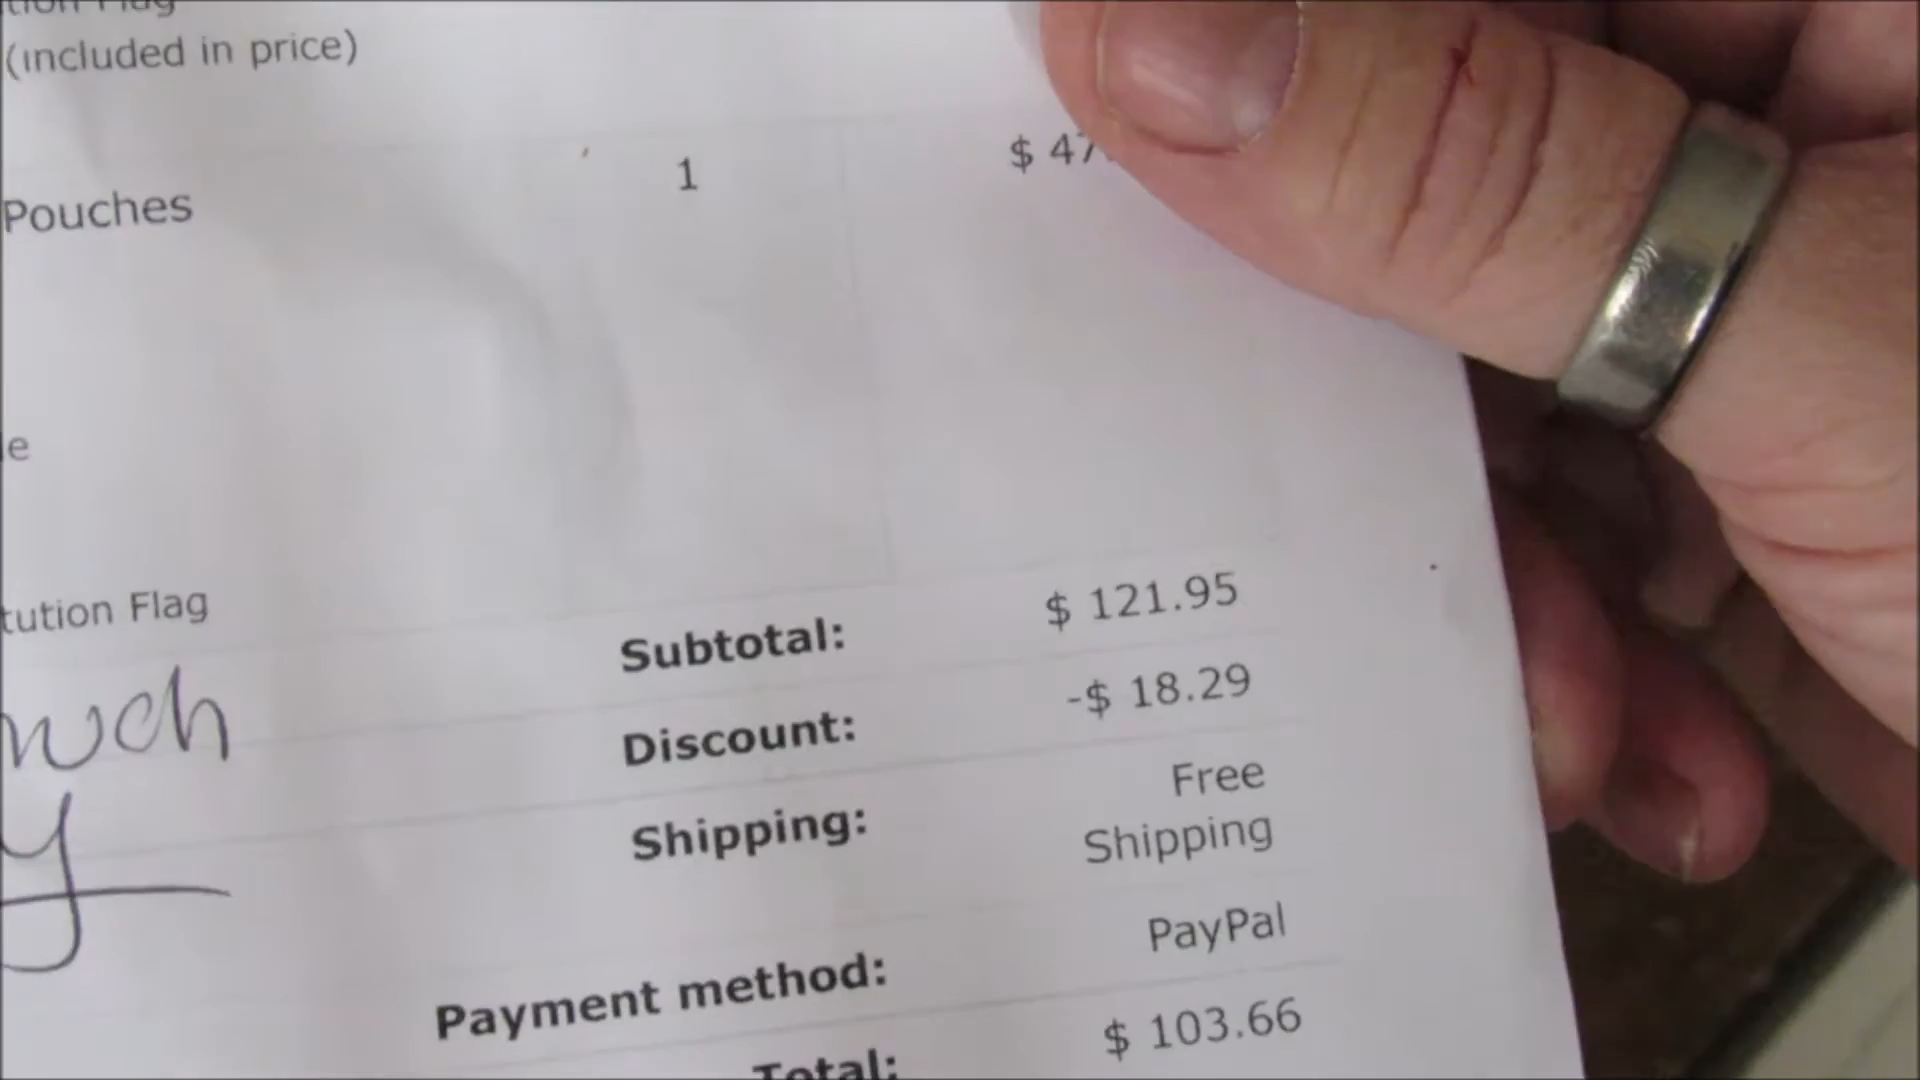 (included in price)
1 $ 47
Pouches
e
tution Flag
Subtotal: $ 121.95
Discount: -$ 18.29
Shipping: Free
Shipping
Payment method: PayPal
Total: $ 103.66